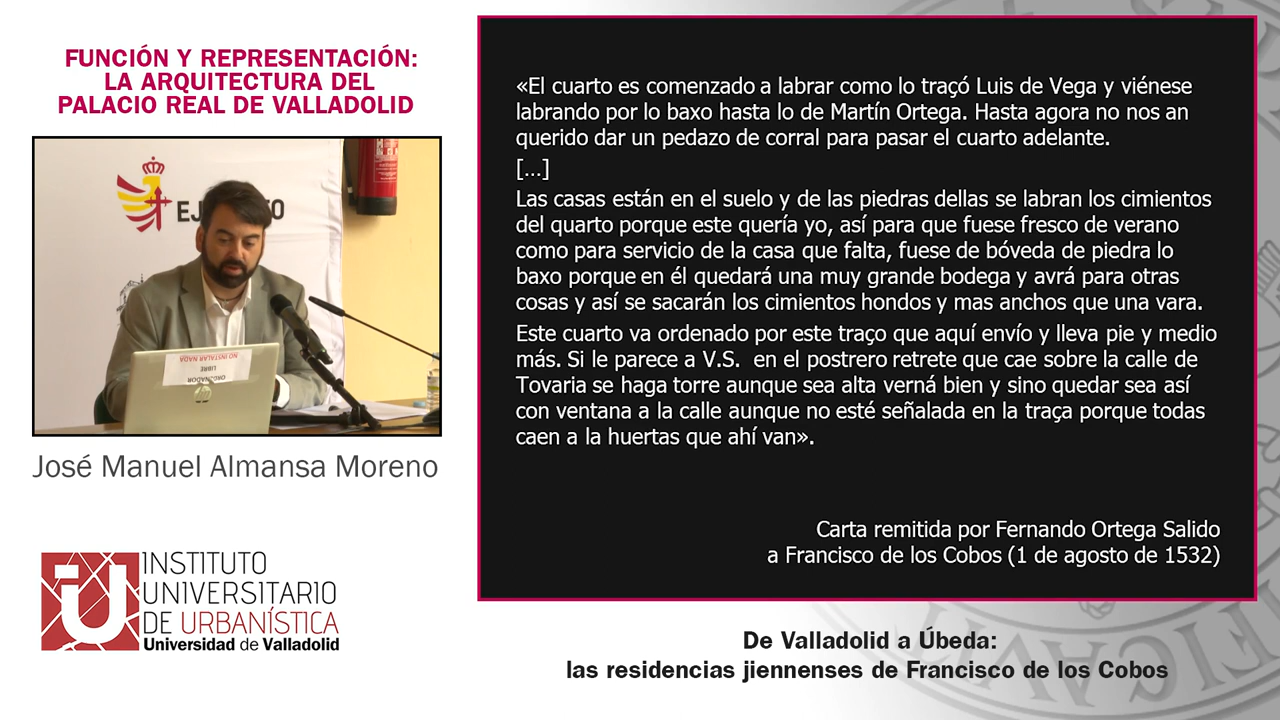 FUNCIÓN Y REPRESENTACIÓN:
LA ARQUITECTURA DEL
PALACIO REAL DE VALLADOLID
NO INSTALAR NADA
LIBRE
José Manuel Almansa Moreno
INSTITUTO
UNIVERSITARIO
DE URBANÍSTICA
Universidad de Valladolid
«El cuarto es comenzado a labrar como lo traçó Luis de Vega y viénese
labrando por lo baxo hasta lo de Martín Ortega. Hasta agora no nos an
querido dar un pedazo de corral para pasar el cuarto adelante.
[…]
Las casas están en el suelo y de las piedras dellas se labran los cimientos
del quarto porque este quería yo, así para que fuese fresco de verano
como para servicio de la casa que falta, fuese de bóveda de piedra lo
baxo porque en él quedará una muy grande bodega y avrá para otras
cosas y así se sacarán los cimientos hondos y mas anchos que una vara.
Este cuarto va ordenado por este traço que aquí envío y lleva pie y medio
más. Si le parece a V.S. en el postrero retrete que cae sobre la calle de
Tovaria se haga torre aunque sea alta verná bien y sino quedar sea así
con ventana a la calle aunque no esté señalada en la traça porque todas
caen a la huertas que ahí van».
Carta remitida por Fernando Ortega Salido
a Francisco de los Cobos (1 de agosto de 1532)
De Valladolid a Úbeda:
las residencias jiennenses de Francisco de los Cobos